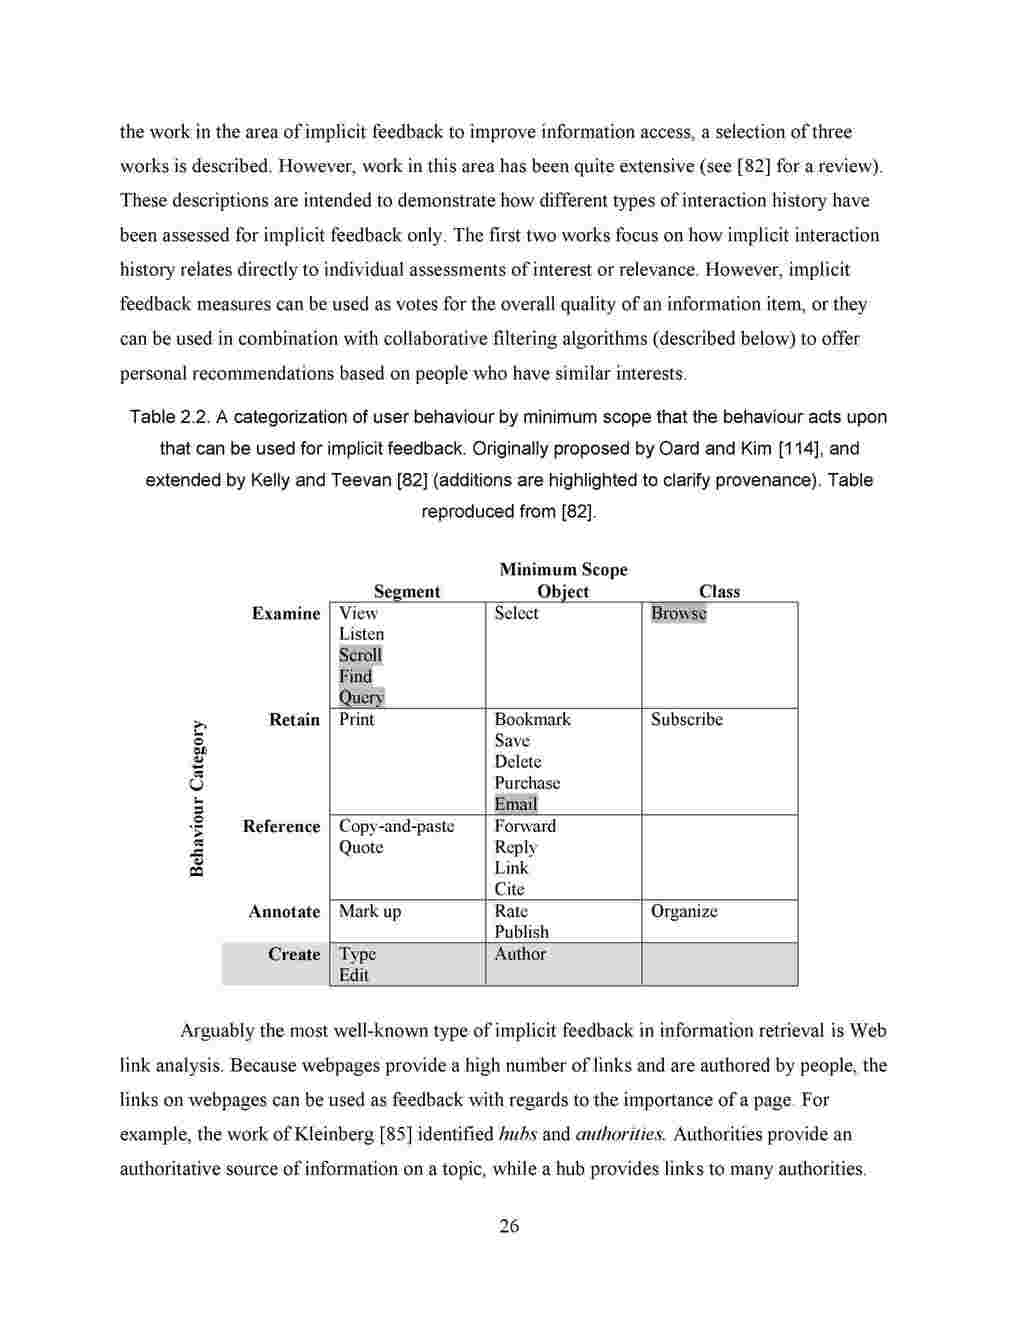 the work in the area of implicit feedback to improve information access, a selection of three
works is described. However, work in this area has been quite extensive (see [82] for a review).
These descriptions are intended to demonstrate how different types of interaction history have
been assessed for implicit feedback only. The first two works focus on how implicit interaction
history relates directly to individual assessments of interest or relevance. However, implicit
feedback measures can be used as votes for the overall quality of an information item, or they
can be used in combination with collaborative filtering algorithms (described below) to offer
personal recommendations based on people who have similar interests.
Table 2.2. A categorization of user behaviour by minimum scope that the behaviour acts upon
that can be used for implicit feedback. Originally proposed by Oard and Kim [114], and
extended by Kelly and Teevan [82] (additions are highlighted to clarify provenance). Table
reproduced from [82].
Minimum Scope
Segment Object Class
Behaviour Category
Examine View Select Browse
Listen
Scroll
Find
Query
Retain Print Bookmark Subscribe
Save
Delete
Purchase
Email
Reference Copy-and-paste Forward
Quote Reply
Link
Cite
Annotate Mark up Rate Organize
Publish
Create Type Author
Edit
Arguably the most well-known type of implicit feedback in information retrieval is Web
link analysis. Because webpages provide a high number of links and are authored by people, the
links on webpages can be used as feedback with regards to the importance of a page. For
example, the work of Kleinberg [85] identified hubs and authorities. Authorities provide an
authoritative source of information on a topic, while a hub provides links to many authorities.
26